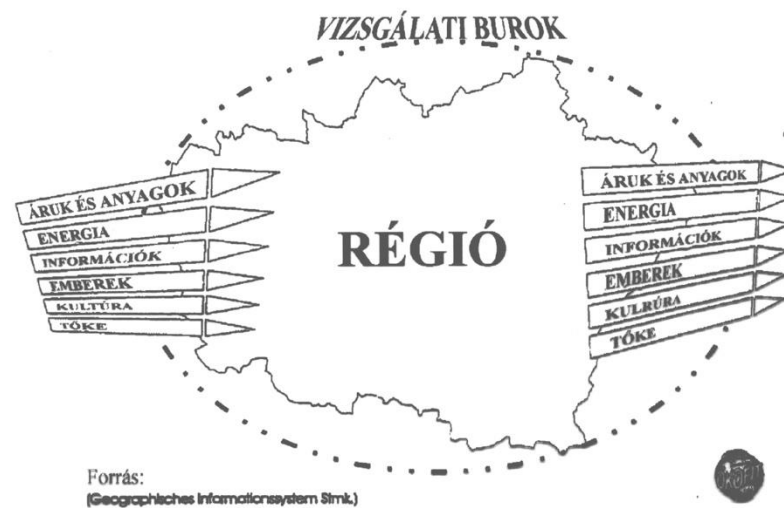 VIZSGÁLATI BUROK
ÁRUK ÉS ANYAGOK
ENERGIA
INFORMÁCIÓK
EMBEREK
KULTÚRA
TŐKE
RÉGIÓ
ÁRUK ÉS ANYAGOK
ENERGIA
INFORMÁCIÓK
EMBEREK
KULRÚRA
TŐKE
Forrás:
(Geographisches Informationssystem Stmk.)